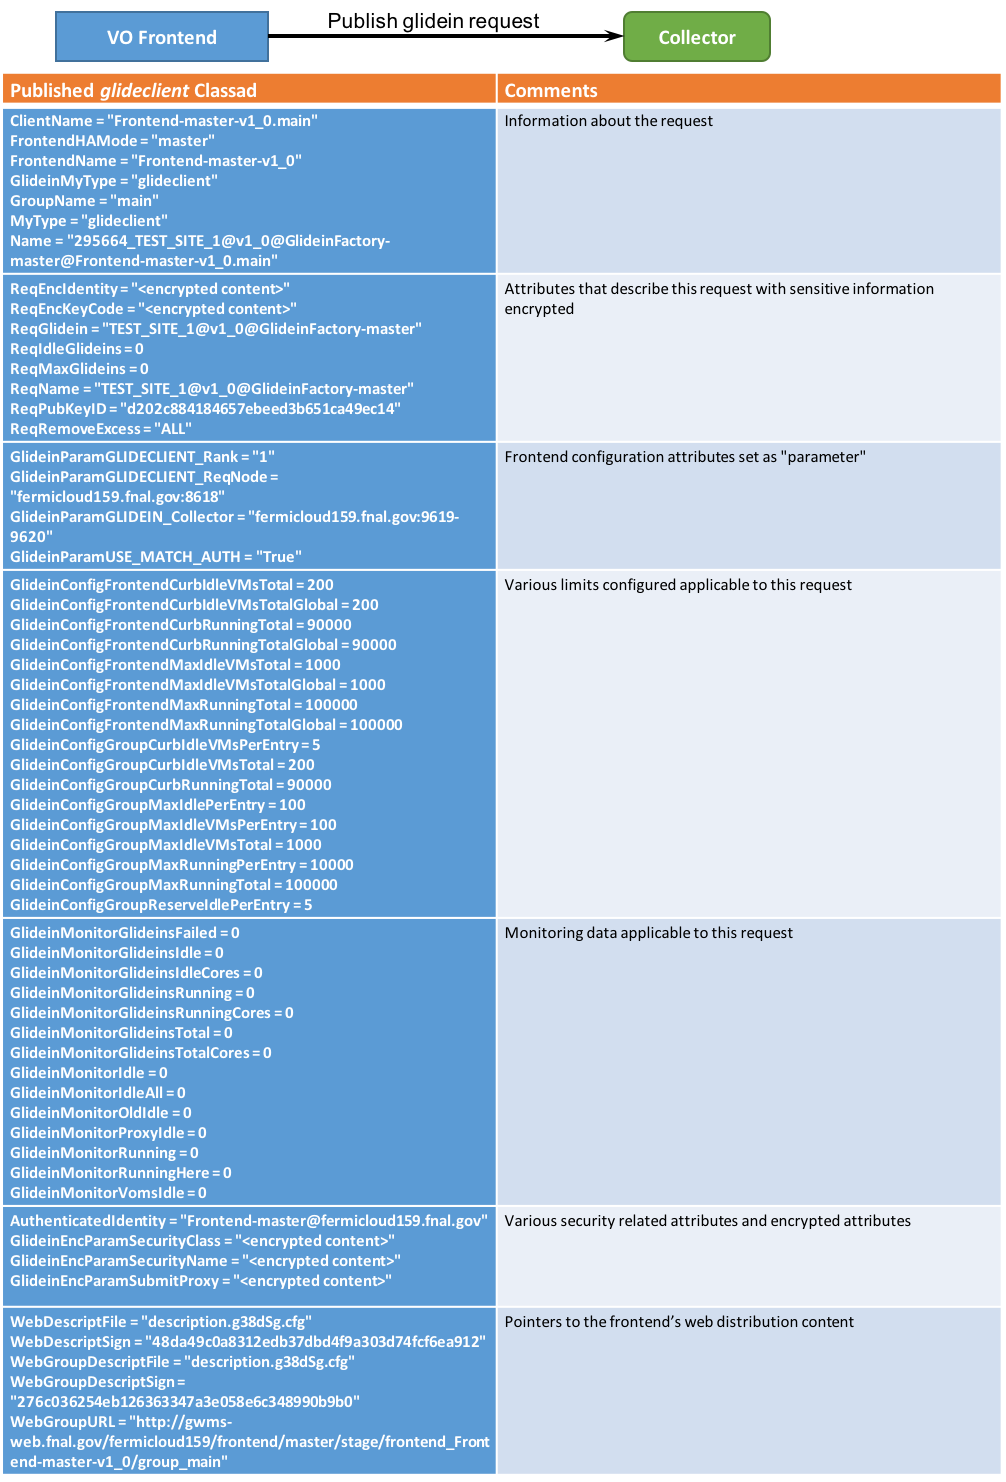 VO Frontend
Publish glidein request
Collector
Published glideclient Classad
Comments
ClientName = "Frontend-master-v1_0.main"
FrontendHAMode = "master"
FrontendName = "Frontend-master-v1_0"
GlideinMyType = "glideclient"
GroupName = "main"
MyType = "glideclient"
Name = "295664_TEST_SITE_1@v1_0@GlideinFactory-
master@Frontend-master-v1_0.main"
Information about the request
ReqEncIdentity = "<encrypted content>"
ReqEncKeyCode = "<encrypted content>"
ReqGlidein = "TEST_SITE_1@v1_0@GlideinFactory-master"
ReqIdleGlideins = 0
ReqMaxGlideins = 0
ReqName = "TEST_SITE_1@v1_0@GlideinFactory-master"
ReqPubKeyID = "d202c884184657ebeed3b651ca49ec14"
ReqRemoveExcess = "ALL"
Attributes that describe this request with sensitive information
encrypted
GlideinParamGLIDECLIENT_Rank = "1"
GlideinParamGLIDECLIENT_ReqNode =
"fermicloud159.fnal.gov:8618"
GlideinParamGLIDEIN_Collector = "fermicloud159.fnal.gov:9619-
9620"
GlideinParamUSE_MATCH_AUTH = "True"
Frontend configuration attributes set as "parameter"
GlideinConfigFrontendCurbIdleVMsTotal = 200
GlideinConfigFrontendCurbIdleVMsTotalGlobal = 200
GlideinConfigFrontendCurbRunningTotal = 90000
GlideinConfigFrontendCurbRunningTotalGlobal = 90000
GlideinConfigFrontendMaxIdleVMsTotal = 1000
GlideinConfigFrontendMaxIdleVMsTotalGlobal = 1000
GlideinConfigFrontendMaxRunningTotal = 100000
GlideinConfigFrontendMaxRunningTotalGlobal = 100000
GlideinConfigGroupCurbIdleVMsPerEntry = 5
GlideinConfigGroupCurbIdleVMsTotal = 200
GlideinConfigGroupCurbRunningTotal = 90000
GlideinConfigGroupMaxIdlePerEntry = 100
GlideinConfigGroupMaxIdleVMsPerEntry = 100
GlideinConfigGroupMaxIdleVMsTotal = 1000
GlideinConfigGroupMaxRunningPerEntry = 10000
GlideinConfigGroupMaxRunningTotal = 100000
GlideinConfigGroupReserveIdlePerEntry = 5
Various limits configured applicable to this request
GlideinMonitorGlideinsFailed = 0
GlideinMonitorGlideinsIdle = 0
GlideinMonitorGlideinsIdleCores = 0
GlideinMonitorGlideinsRunning = 0
GlideinMonitorGlideinsRunningCores = 0
GlideinMonitorGlideinsTotal = 0
GlideinMonitorGlideinsTotalCores = 0
GlideinMonitorIdle = 0
GlideinMonitorIdleAll = 0
GlideinMonitorOldIdle = 0
GlideinMonitorProxyIdle = 0
GlideinMonitorRunning = 0
GlideinMonitorRunningHere = 0
GlideinMonitorVomsIdle = 0
Monitoring data applicable to this request
AuthenticatedIdentity = "Frontend-master@fermicloud159.fnal.gov"
GlideinEncParamSecurityClass = "<encrypted content>"
GlideinEncParamSecurityName = "<encrypted content>"
GlideinEncParamSubmitProxy = "<encrypted content>"
Various security related attributes and encrypted attributes
WebDescriptFile = "description.g38dSg.cfg"
WebDescriptSign = "48da49c0a8312edb37dbd4f9a303d74fcf6ea912"
WebGroupDescriptFile = "description.g38dSg.cfg"
WebGroupDescriptSign =
"276c036254eb126363347a3e058e6c348990b9b0"
WebGroupURL = "http://gwms-
web.fnal.gov/fermicloud159/frontend/master/stage/frontend_Front
end-master-v1_0/group_main"
Pointers to the frontend’s web distribution content